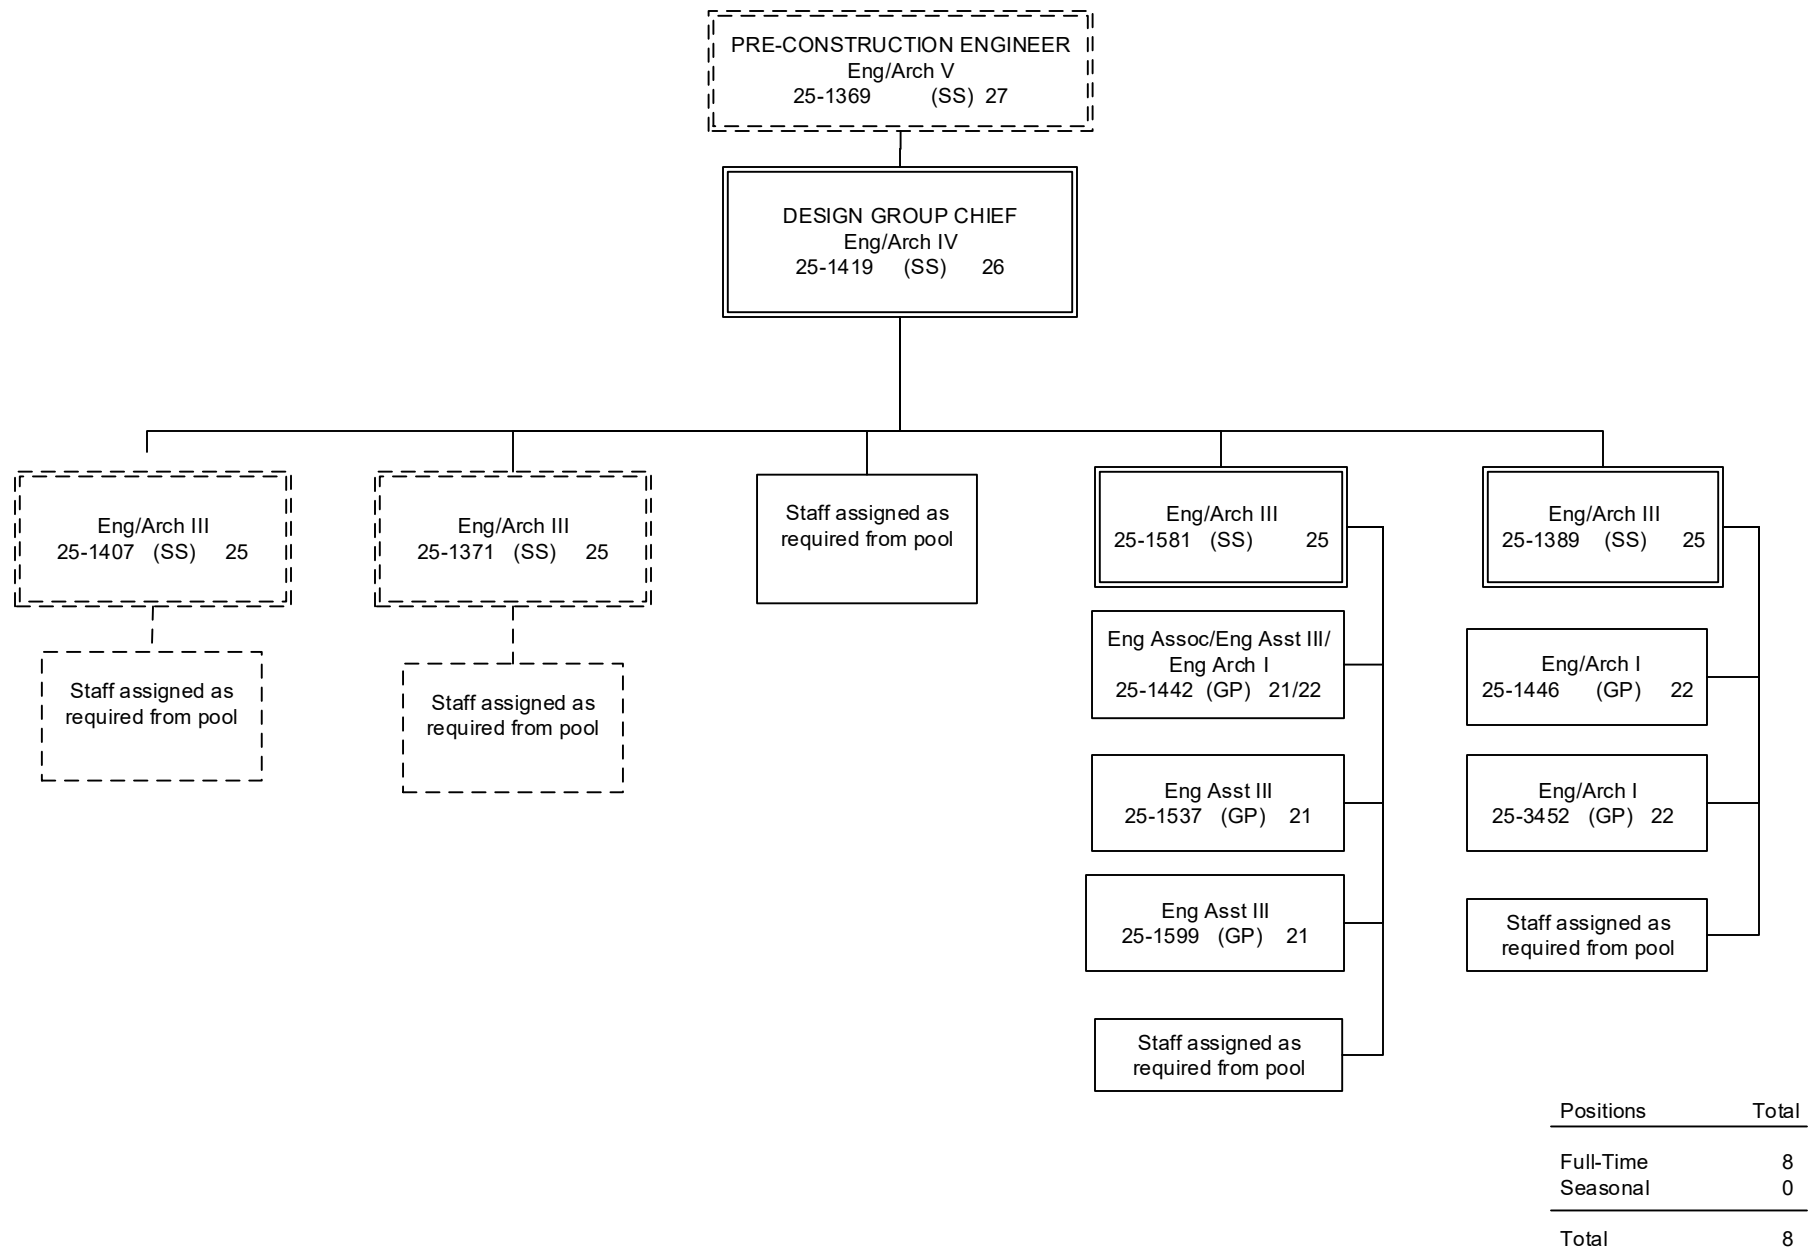 PRE-CONSTRUCTION ENGINEER
Eng/Arch V
25-1369 (SS) 27
DESIGN GROUP CHIEF
Eng/Arch IV
25-1419 (SS) 26
Eng/Arch III
25-1407 (SS) 25
Staff assigned as
required from pool
Eng/Arch III
25-1371 (SS) 25
Staff assigned as
required from pool
Staff assigned as
required from pool
Eng/Arch III
25-1581 (SS) 25
Eng Assoc/Eng Asst III/
Eng Arch I
25-1442 (GP) 21/22
Eng Asst III
25-1537 (GP) 21
Eng Asst III
25-1599 (GP) 21
Staff assigned as
required from pool
Eng/Arch III
25-1389 (SS) 25
Eng/Arch I
25-1446 (GP) 22
Eng/Arch I
25-3452 (GP) 22
Staff assigned as
required from pool
Positions Total
Full-Time 8
Seasonal 0
Total 8